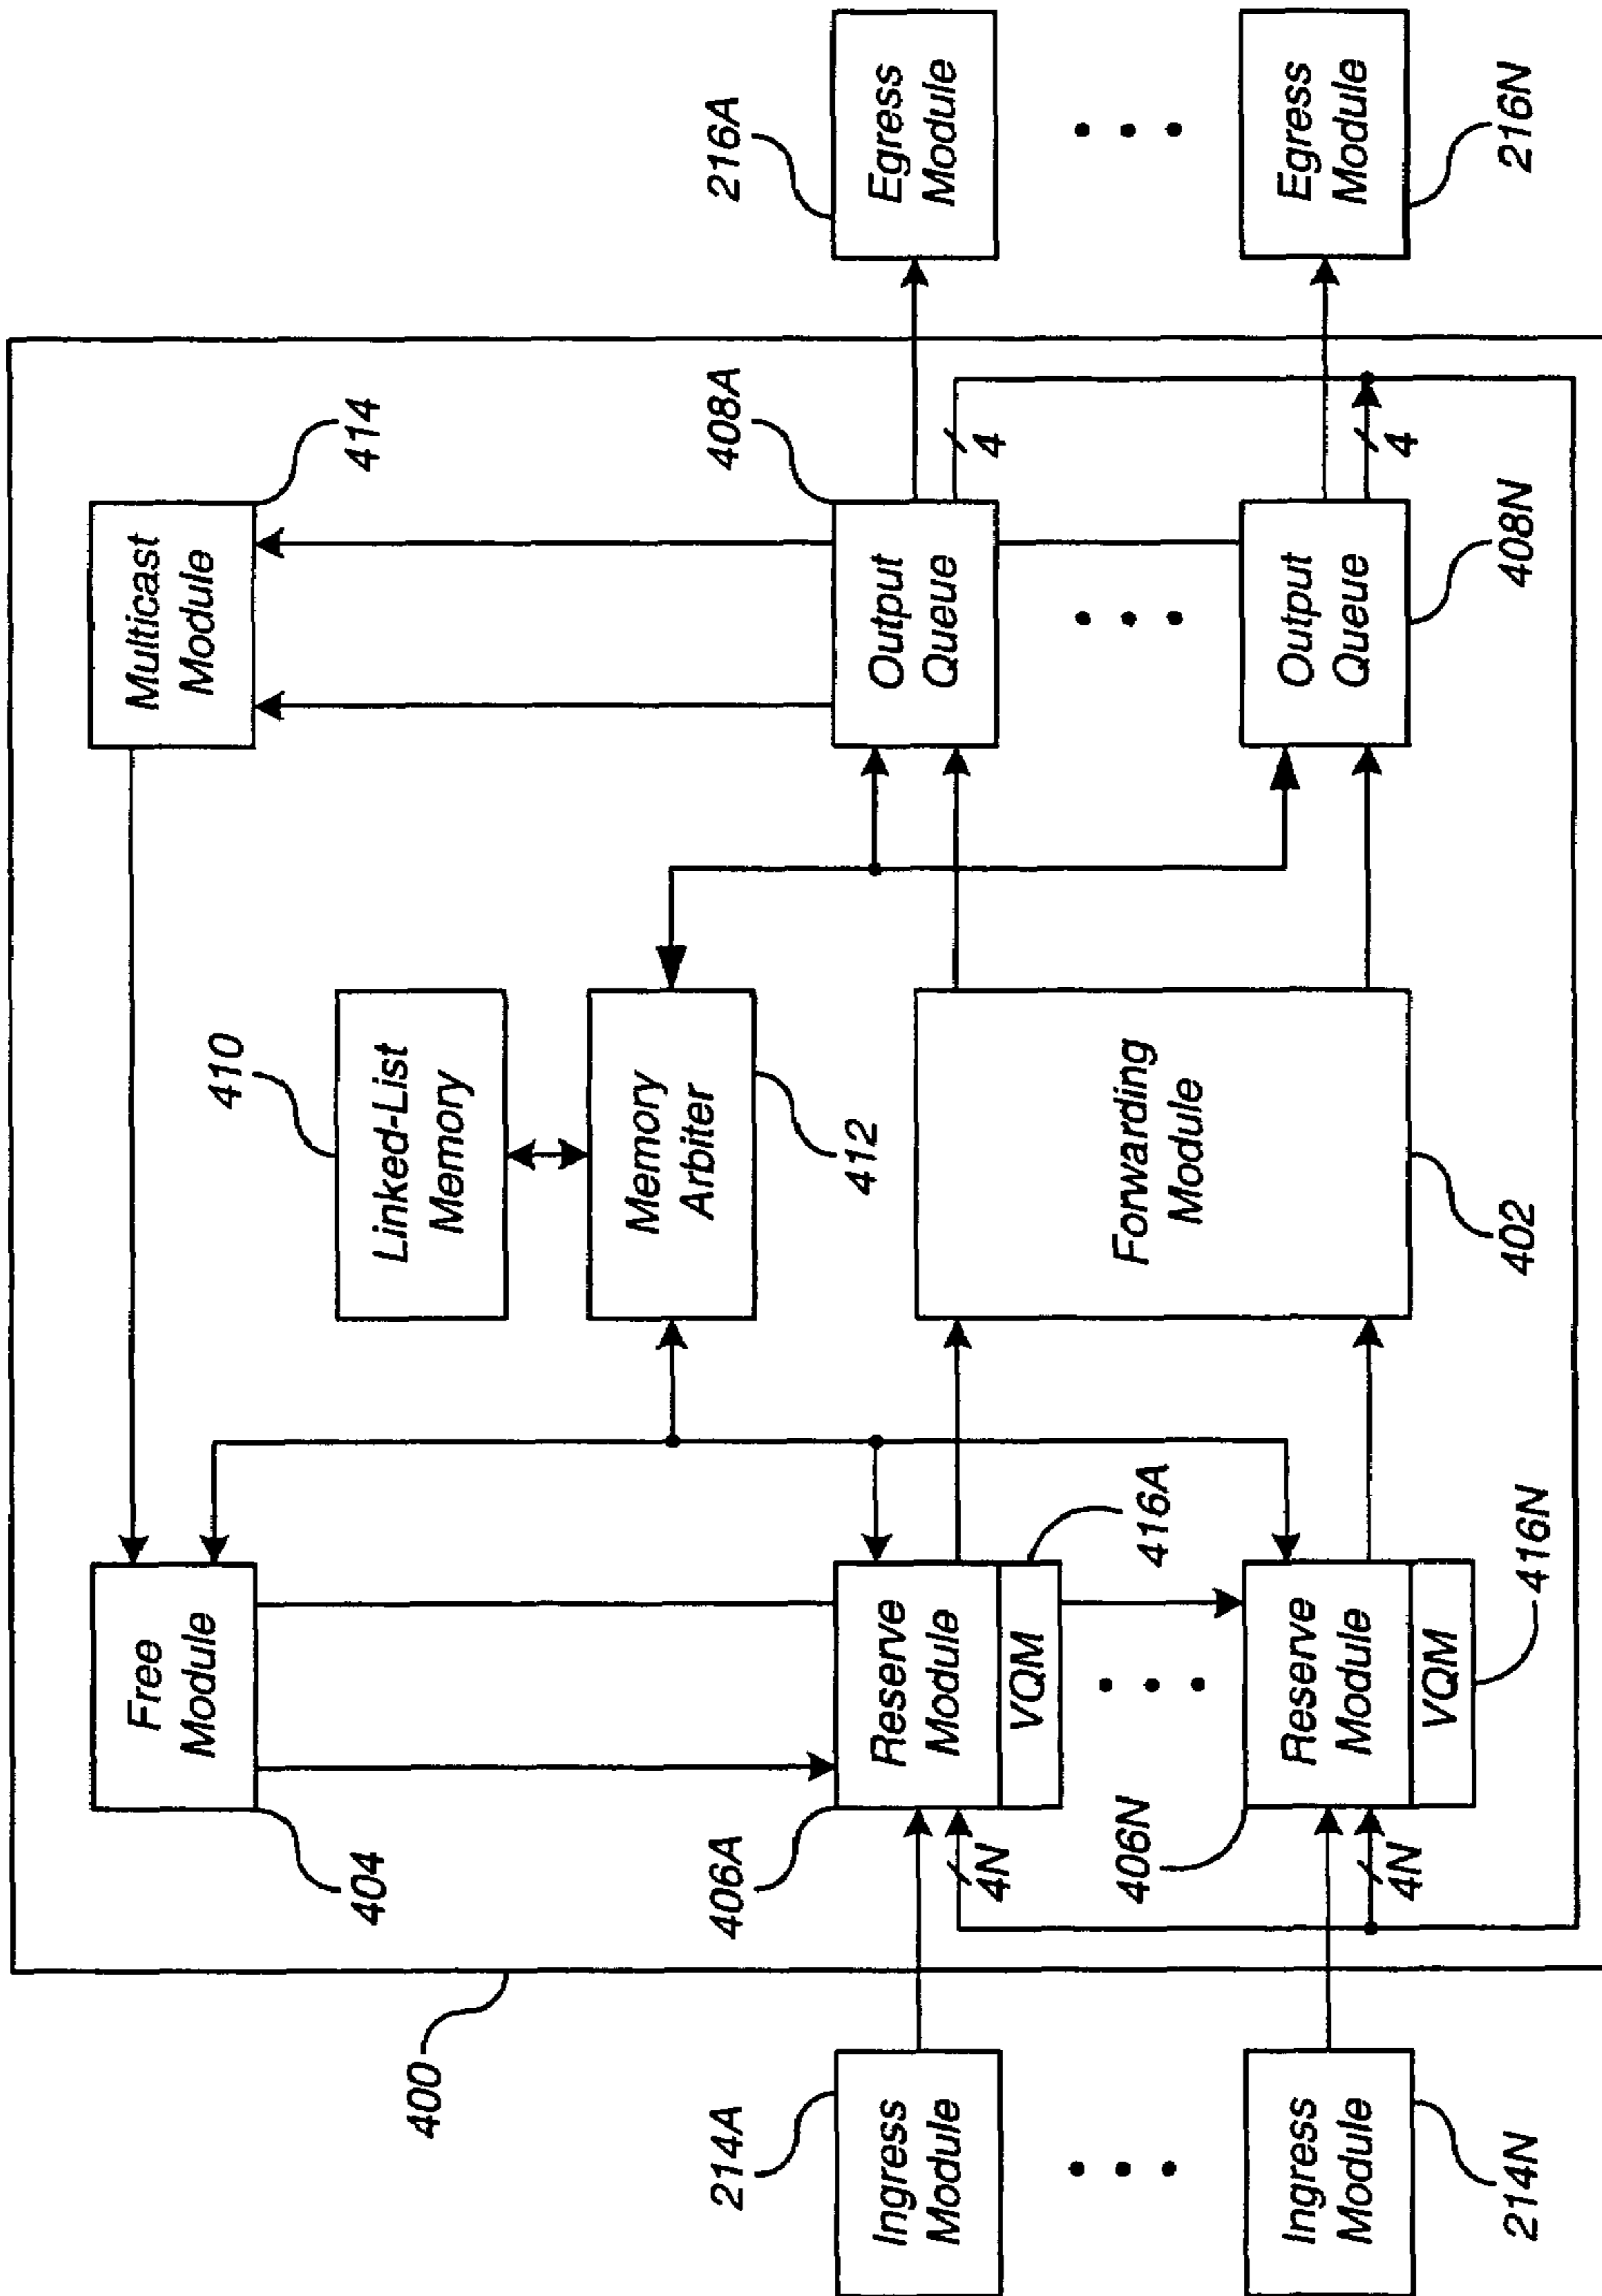 400
Free
Module
404
Multicast
Module
414
Linked-List
Memory
410
Memory
Arbiter
412
Ingress
Module
214A
Reserve
Module
406A
VQM
416A
4N
Forwarding
Module
402
Output
Queue
408A
4
Egress
Module
216A
Ingress
Module
214N
Reserve
Module
406N
VQM
416N
4N
Output
Queue
408N
4
Egress
Module
216N